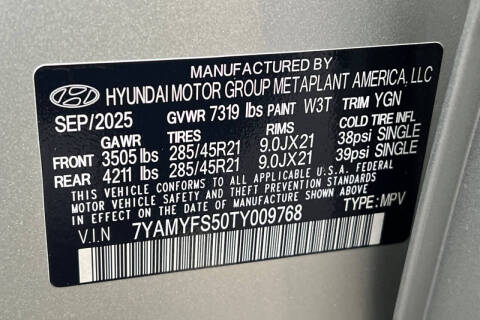 MANUFACTURED BY
HYUNDAI MOTOR GROUP METAPLANT AMERICA, LLC
SEP/2025 GVWR 7319 lbs PAINT W3T TRIM YGN
GAWR TIRES RIMS COLD TIRE INFL
FRONT 3505 lbs 285/45R21 9.0JX21 38psi SINGLE
REAR 4211 lbs 285/45R21 9.0JX21 39psi SINGLE
THIS VEHICLE CONFORMS TO ALL APPLICABLE U.S.A. FEDERAL
MOTOR VEHICLE SAFETY AND THEFT PREVENTION STANDARDS
IN EFFECT ON THE DATE OF MANUFACTURE SHOWN ABOVE.
V.I.N 7YAMYFS50TY009768 TYPE: MPV